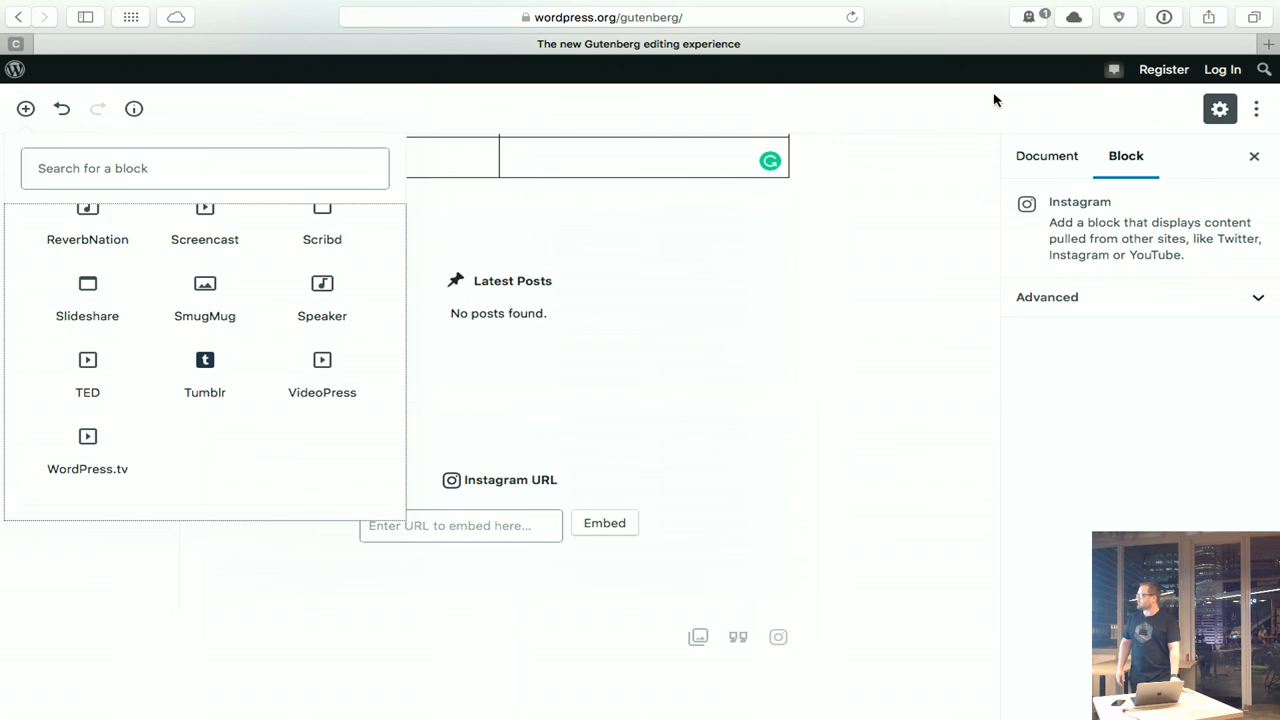 wordpress.org/gutenberg/
1
C
The new Gutenberg editing experience
Register
Log In
Search for a block
Document
Block
ReverbNation
Screencast
Scribd
Instagram
Add a block that displays content
pulled from other sites, like Twitter,
Instagram or YouTube.
Advanced
Slideshare
SmugMug
Speaker
Latest Posts
No posts found.
TED
Tumblr
VideoPress
WordPress.tv
Instagram URL
Enter URL to embed here...
Embed